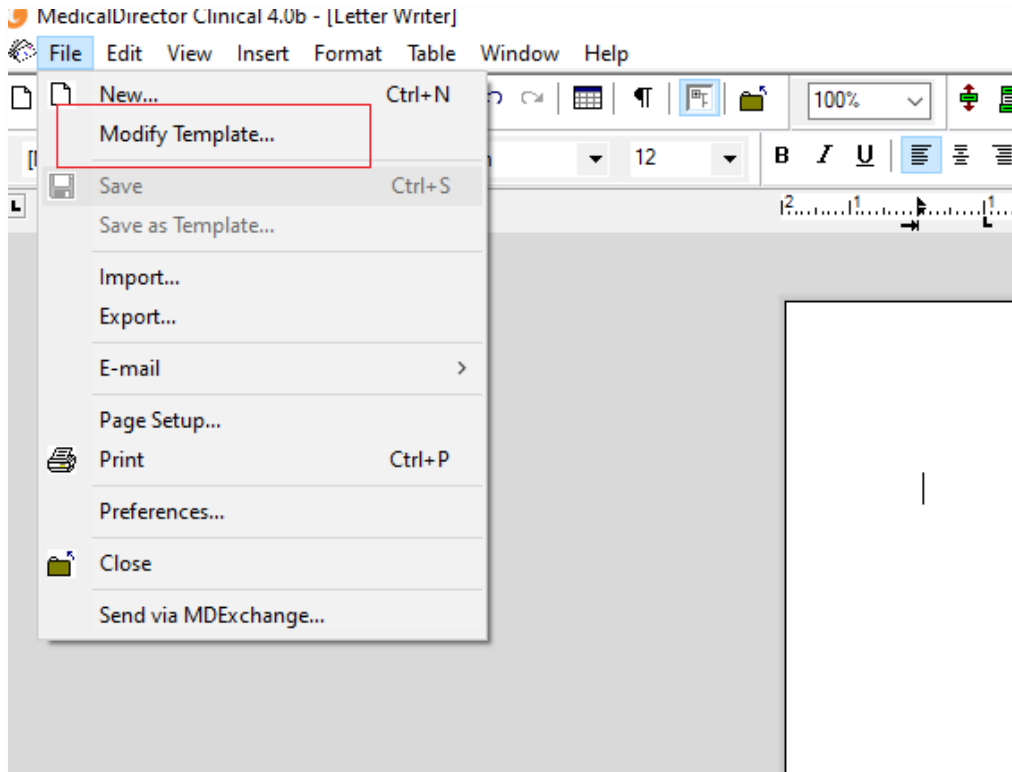 MedicalDirector Clinical 4.0b - [Letter Writer]
File Edit View Insert Format Table Window Help
New... Ctrl+N
100%
Modify Template...
12 B I U
Save Ctrl+S
Save as Template...
Import...
Export...
E-mail
Page Setup...
Print Ctrl+P
Preferences...
Close
Send via MDExchange...